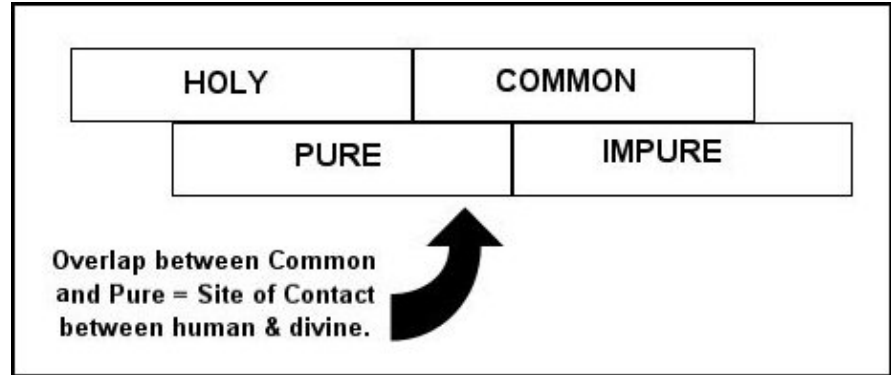 HOLY COMMON
PURE IMPURE
Overlap between Common
and Pure = Site of Contact
between human & divine.